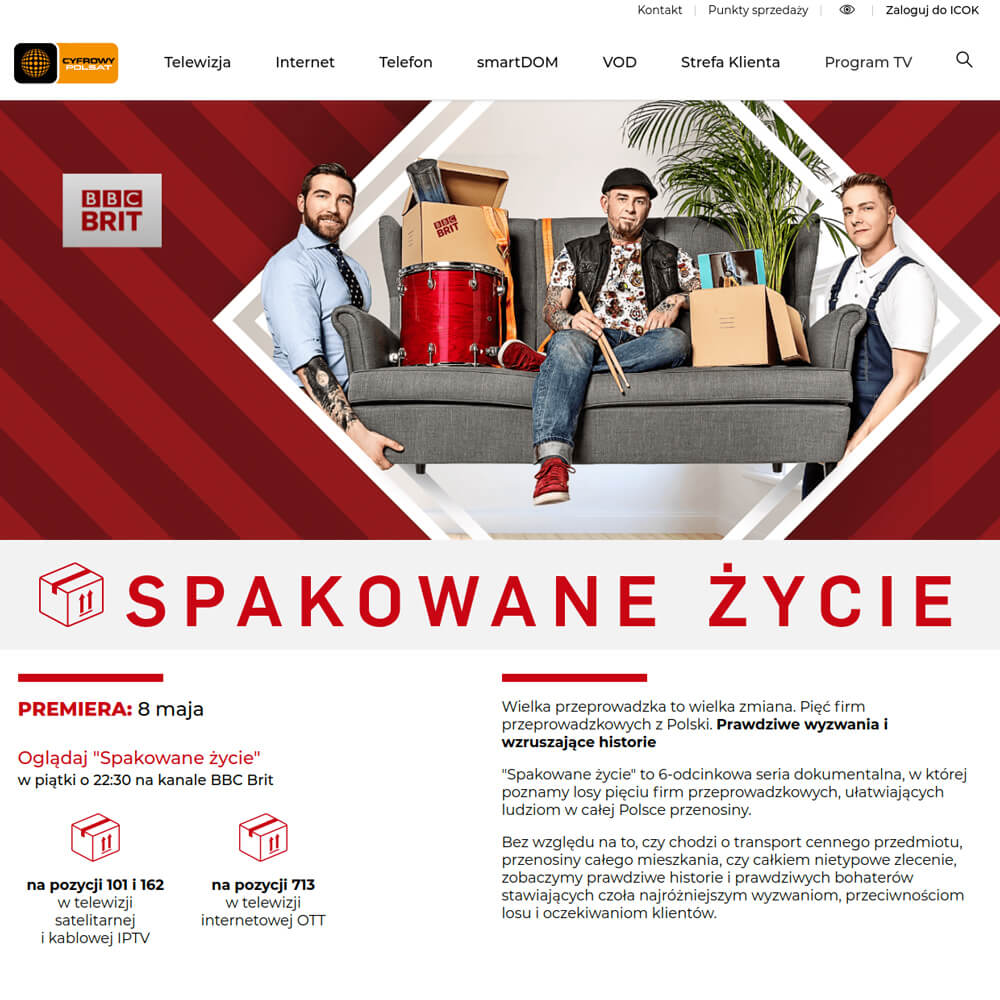 Kontakt
Punkty sprzedaży
Zaloguj do ICOK
CYFROWY
POLSAT
Telewizja
Internet
Telefon
smartDOM
VOD
Strefa Klienta
Program TV
BBC
BRIT
BBC
BRIT
SPAKOWANE ŻYCIE
PREMIERA: 8 maja
Oglądaj "Spakowane życie"
w piątki o 22:30 na kanale BBC Brit
na pozycji 101 i 162
w telewizji
satelitarnej
i kablowej IPTV
na pozycji 713
w telewizji
internetowej OTT
Wielka przeprowadzka to wielka zmiana. Pięć firm
przeprowadzkowych z Polski. Prawdziwe wyzwania i
wzruszające historie
"Spakowane życie" to 6-odcinkowa seria dokumentalna, w której
poznamy losy pięciu firm przeprowadzkowych, ułatwiających
ludziom w całej Polsce przenosiny.
Bez względu na to, czy chodzi o transport cennego przedmiotu,
przenosiny całego mieszkania, czy całkiem nietypowe zlecenie,
zobaczymy prawdziwe historie i prawdziwych bohaterów
stawiających czoła najróżniejszym wyzwaniom, przeciwnościom
losu i oczekiwaniom klientów.